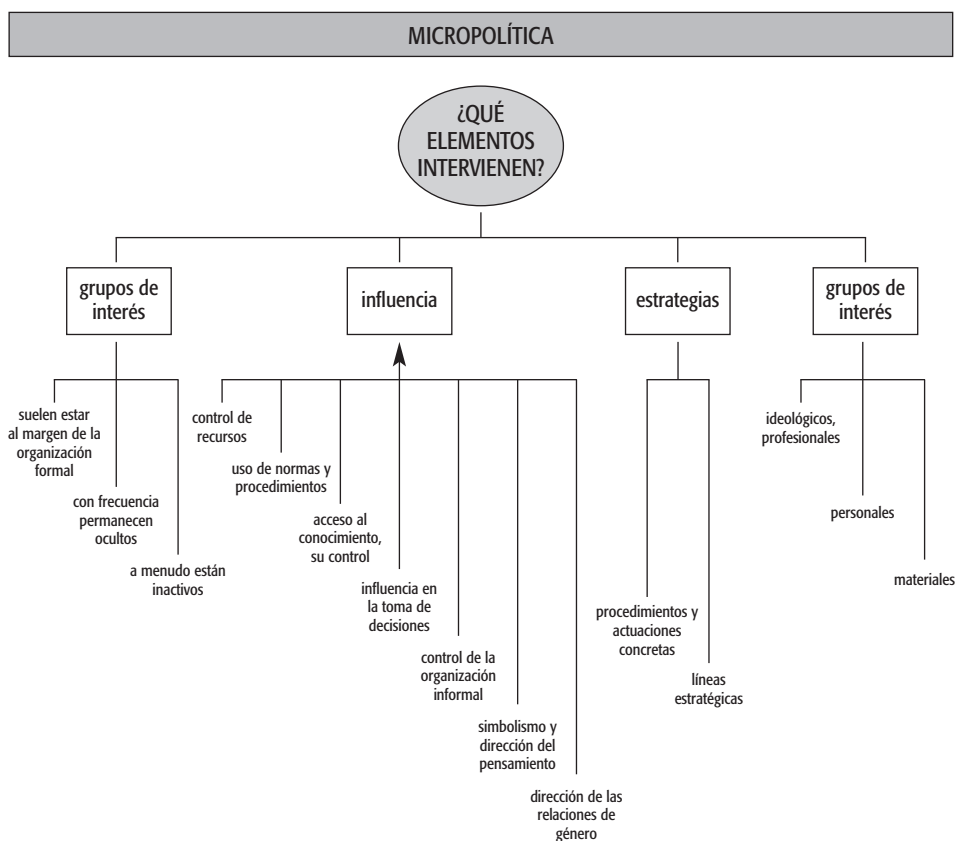 MICROPOLÍTICA
¿QUÉ
ELEMENTOS
INTERVIENEN?
grupos de
interés
influencia
estrategias
grupos de
interés
suelen estar
al margen de la
organización
formal
con frecuencia
permanecen
ocultos
a menudo están
inactivos
control de
recursos
uso de normas y
procedimientos
acceso al
conocimiento,
su control
influencia en
la toma de
decisiones
control de la
organización
informal
simbolismo y
dirección del
pensamiento
dirección de las
relaciones de
género
procedimientos y
actuaciones
concretas
líneas
estratégicas
ideológicos,
profesionales
personales
materiales